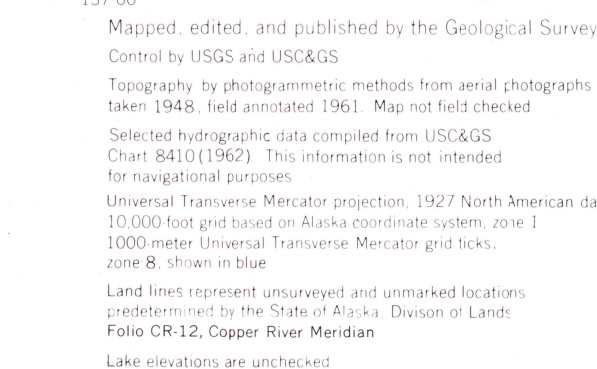 Mapped, edited, and published by the Geological Survey
Control by USGS and USC&GS
Topography by photogrammetric methods from aerial photographs
taken 1948, field annotated 1961. Map not field checked
Selected hydrographic data compiled from USC&GS
Chart 8410 (1962). This information is not intended
for navigational purposes
Universal Transverse Mercator projection, 1927 North American da
10,000-foot grid based on Alaska coordinate system, zone 1
1000-meter Universal Transverse Mercator grid ticks,
zone 8, shown in blue
Land lines represent unsurveyed and unmarked locations
predetermined by the State of Alaska. Divison of Lands
Folio CR-12, Copper River Meridian
Lake elevations are unchecked